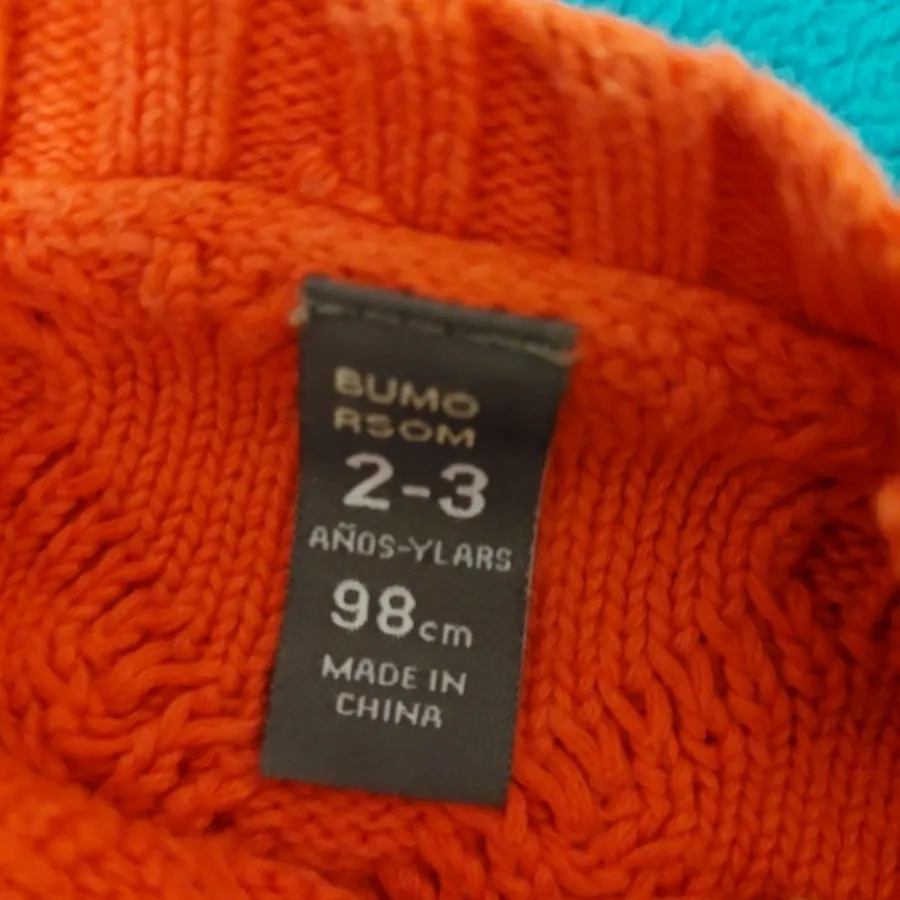 BUMO
RSOM
2-3
AÑOS-YLARS
98cm
MADE IN
CHINA